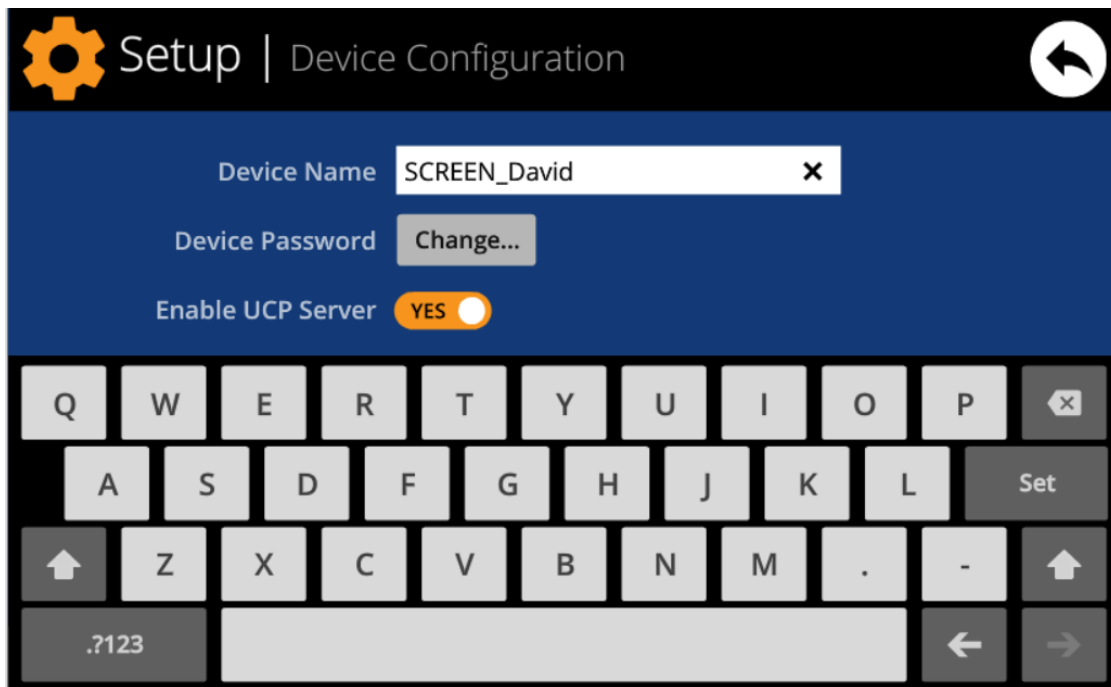 Setup | Device Configuration
Device Name SCREEN_David
Device Password Change...
Enable UCP Server YES
Q W E R T Y U I O P
A S D F G H J K L Set
Z X C V B N M . -
.?123